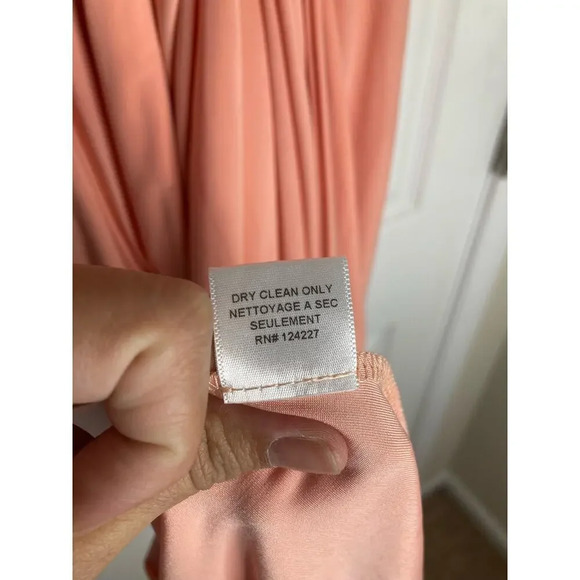 DRY CLEAN ONLY
NETTOYAGE A SEC
SEULEMENT
RN# 124227